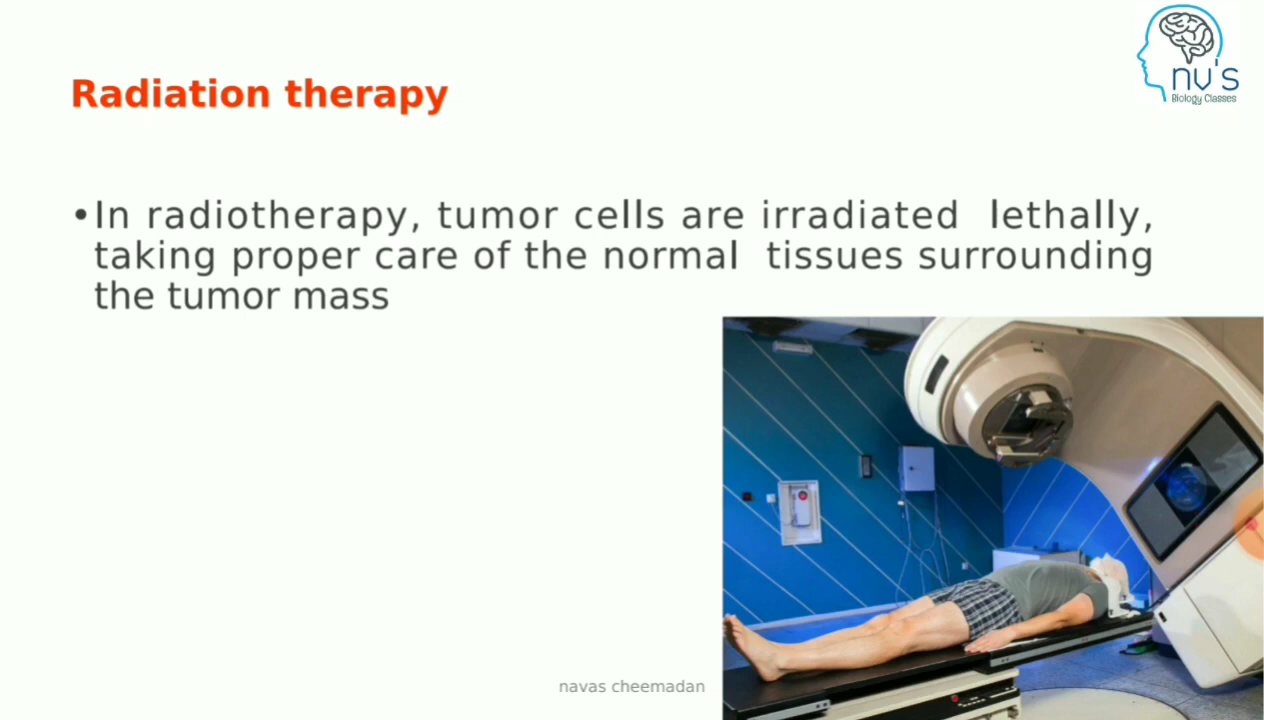 nv's
Biology Classes
Radiation therapy
•In radiotherapy, tumor cells are irradiated lethally,
taking proper care of the normal tissues surrounding
the tumor mass
navas cheemadan